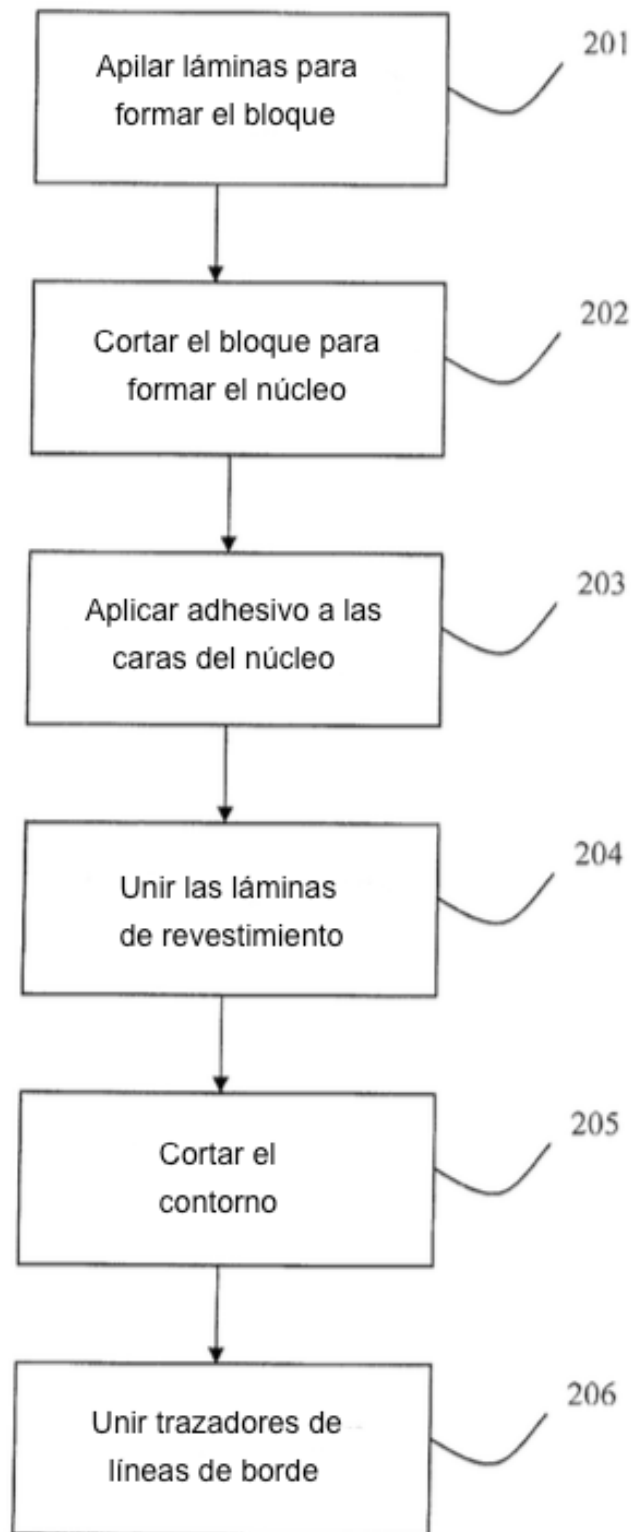 Apilar láminas para
formar el bloque
201
Cortar el bloque para
formar el núcleo
202
Aplicar adhesivo a las
caras del núcleo
203
Unir las láminas
de revestimiento
204
Cortar el
contorno
205
Unir trazadores de
líneas de borde
206